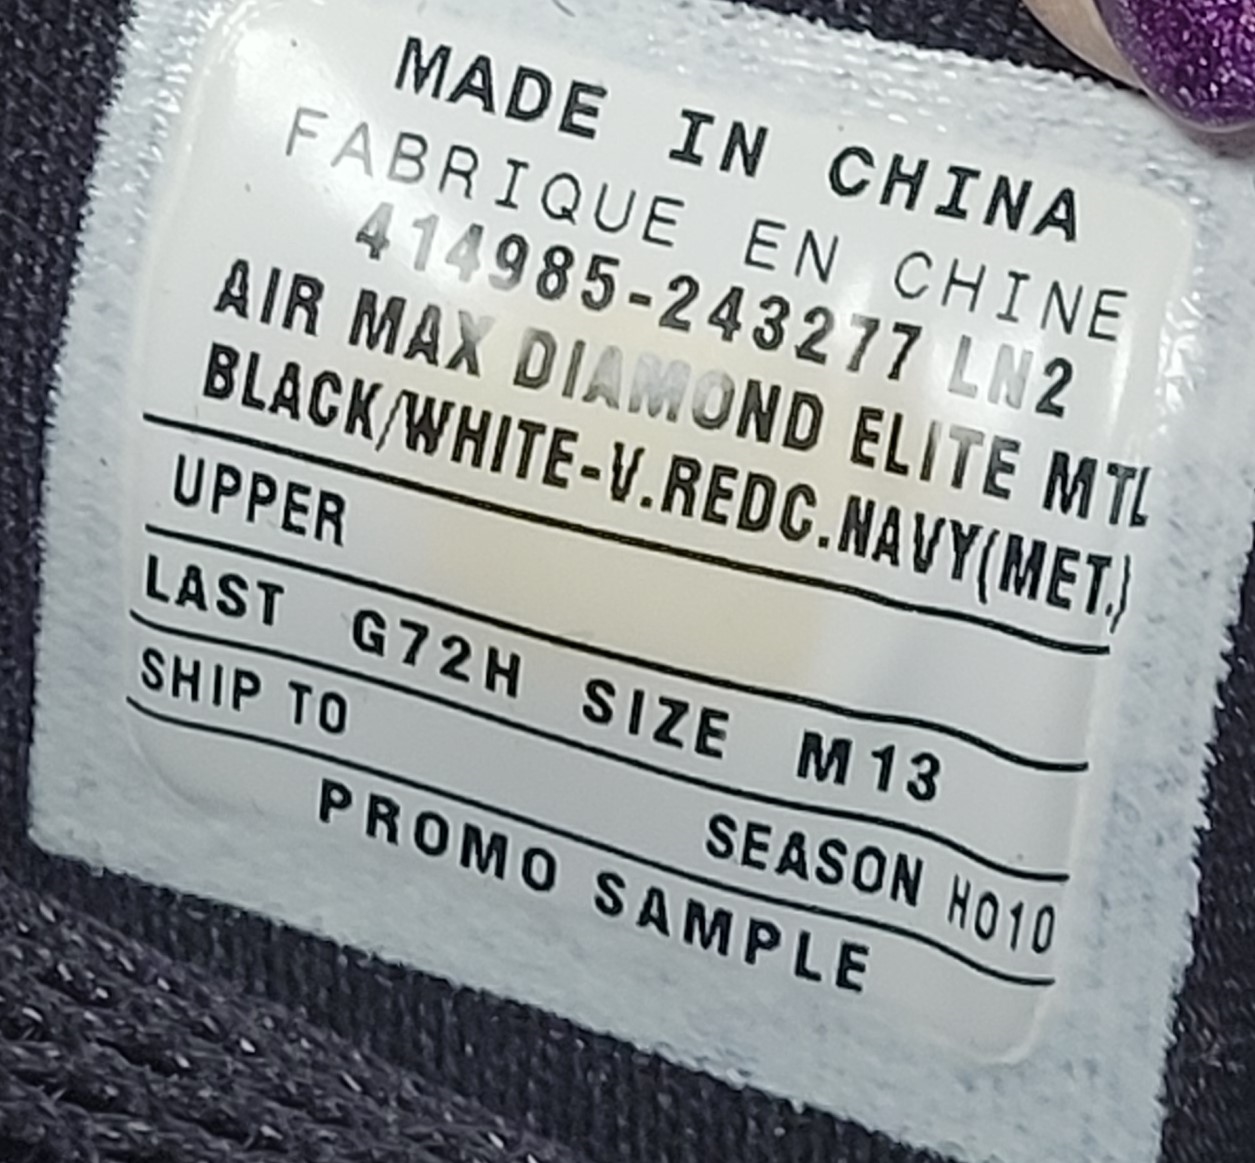 MADE IN CHINA
FABRIQUE EN CHINE
414985-243277 LN2
AIR MAX DIAMOND ELITE MTL
BLACK/WHITE-V.REDC.NAVY(MET.)
UPPER
LAST G72H SIZE M13
SHIP TO
SEASON HO10
PROMO SAMPLE